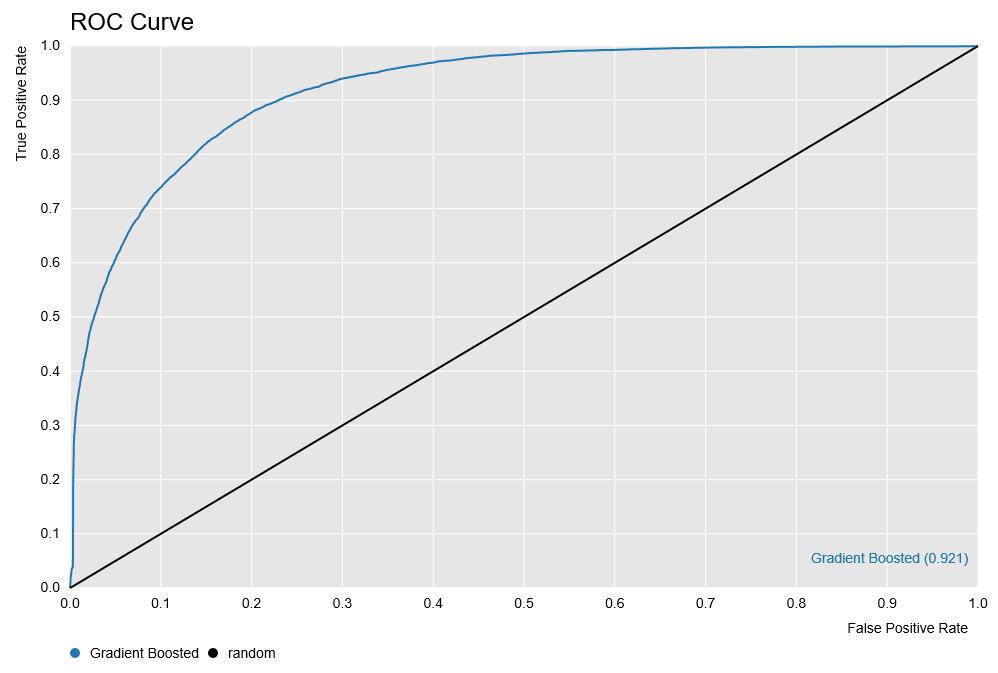 ROC Curve
True Positive Rate
1.0
0.9
0.8
0.7
0.6
0.5
0.4
0.3
0.2
0.1
0.0
Gradient Boosted (0.921)
0.0 0.1 0.2 0.3 0.4 0.5 0.6 0.7 0.8 0.9 1.0
False Positive Rate
Gradient Boosted random